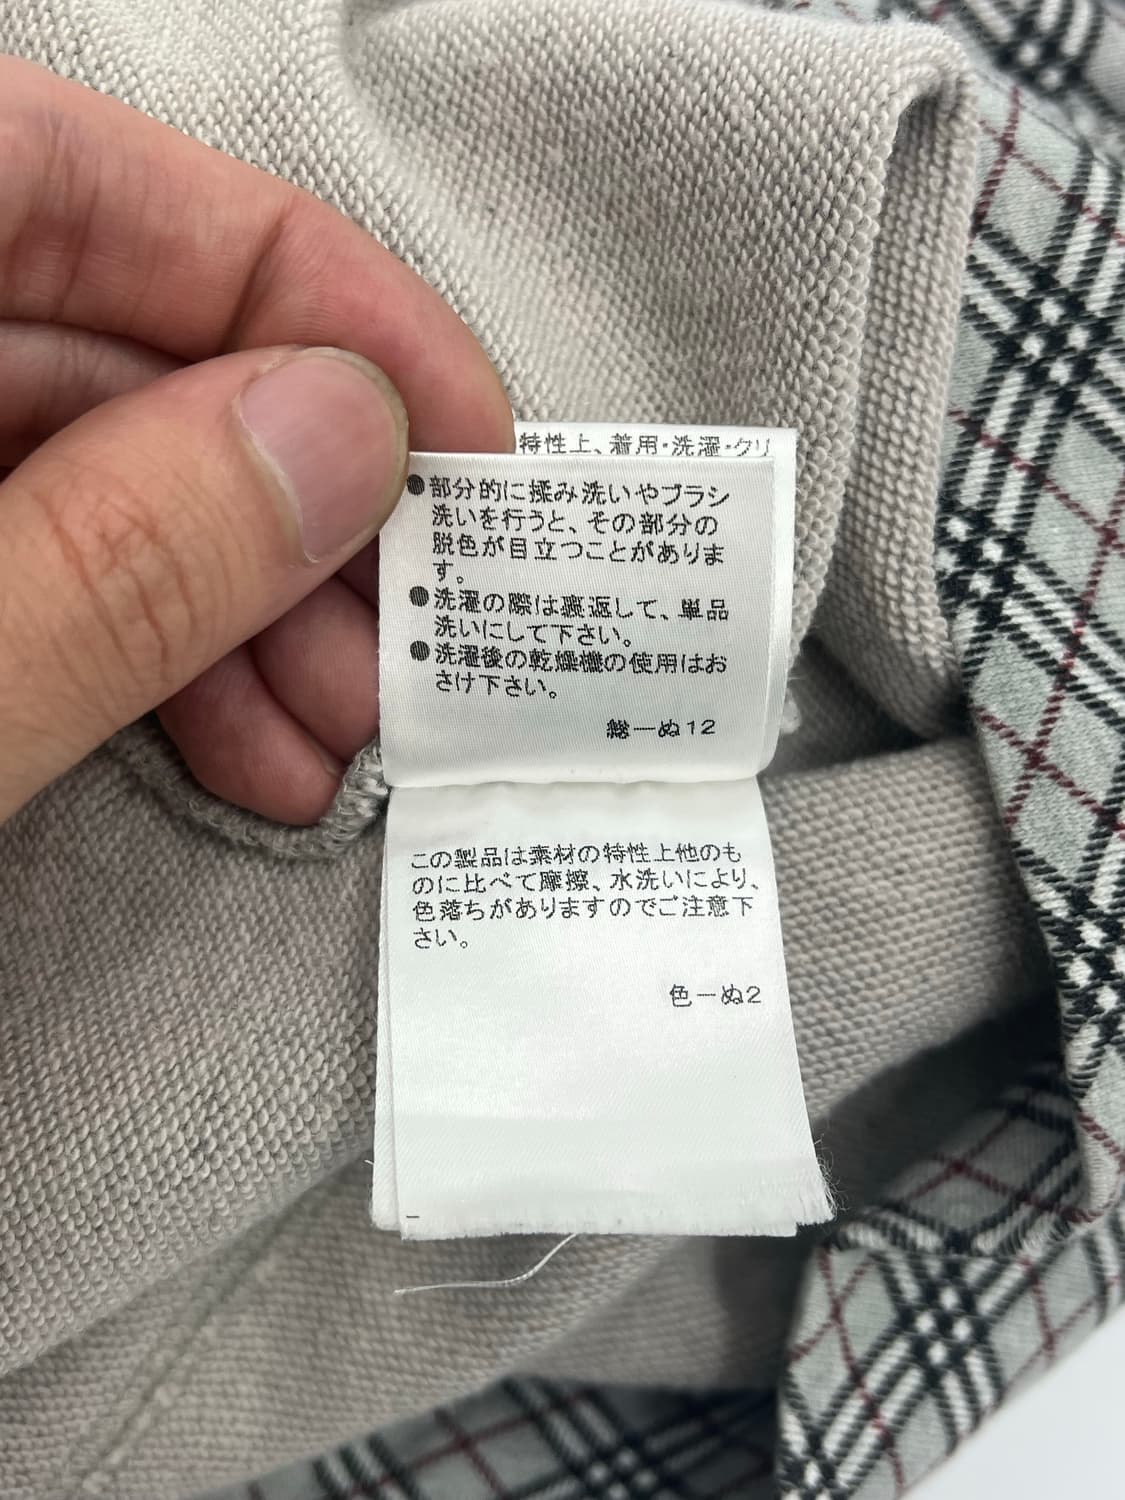 特性上、着用・洗濯・クリ
●部分的に揉み洗いやブラシ
洗いを行うと、その部分の
脱色が目立つことがありま
す。
●洗濯の際は裏返して、単品
洗いにして下さい。
●洗濯後の乾燥機の使用はお
さけ下さい。
総ーぬ12
この製品は素材の特性上他のも
のに比べて摩擦、水洗いにより、
色落ちがありますのでご注意下
さい。
色ーぬ2